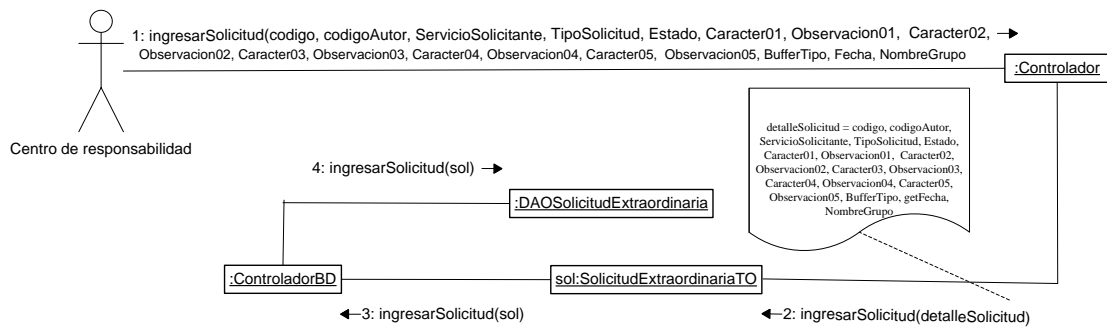 1: ingresarSolicitud(codigo, codigoAutor, ServicioSolicitante, TipoSolicitud, Estado, Caracter01, Observacion01, Caracter02,
Observacion02, Caracter03, Observacion03, Caracter04, Observacion04, Caracter05, Observacion05, BufferTipo, Fecha, NombreGrupo
:Controlador
Centro de responsabilidad
detalleSolicitud = codigo, codigoAutor,
ServicioSolicitante, TipoSolicitud, Estado,
Caracter01, Observacion01, Caracter02,
Observacion02, Caracter03, Observacion03,
Caracter04, Observacion04, Caracter05,
Observacion05, BufferTipo, getFecha,
NombreGrupo
4: ingresarSolicitud(sol)
:DAOSolicitudExtraordinaria
:ControladorBD
sol:SolicitudExtraordinariaTO
3: ingresarSolicitud(sol)
2: ingresarSolicitud(detalleSolicitud)